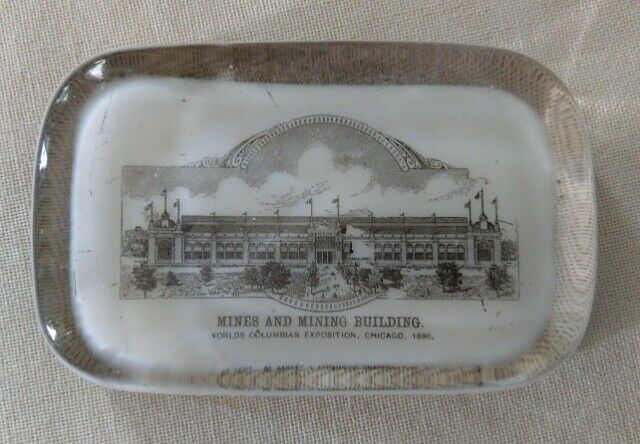 MINES AND MINING BUILDING.
WORLDS COLUMBIAN EXPOSITION, CHICAGO, 1893.